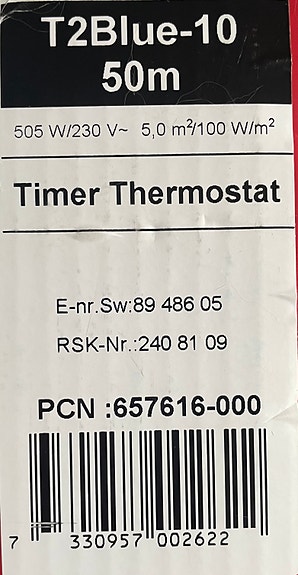 T2Blue-10
50m
505 W/230 V~ 5,0 m²/100 W/m²
Timer Thermostat
E-nr.Sw:89 486 05
RSK-Nr.:240 81 09
PCN :657616-000
7 330957 002622